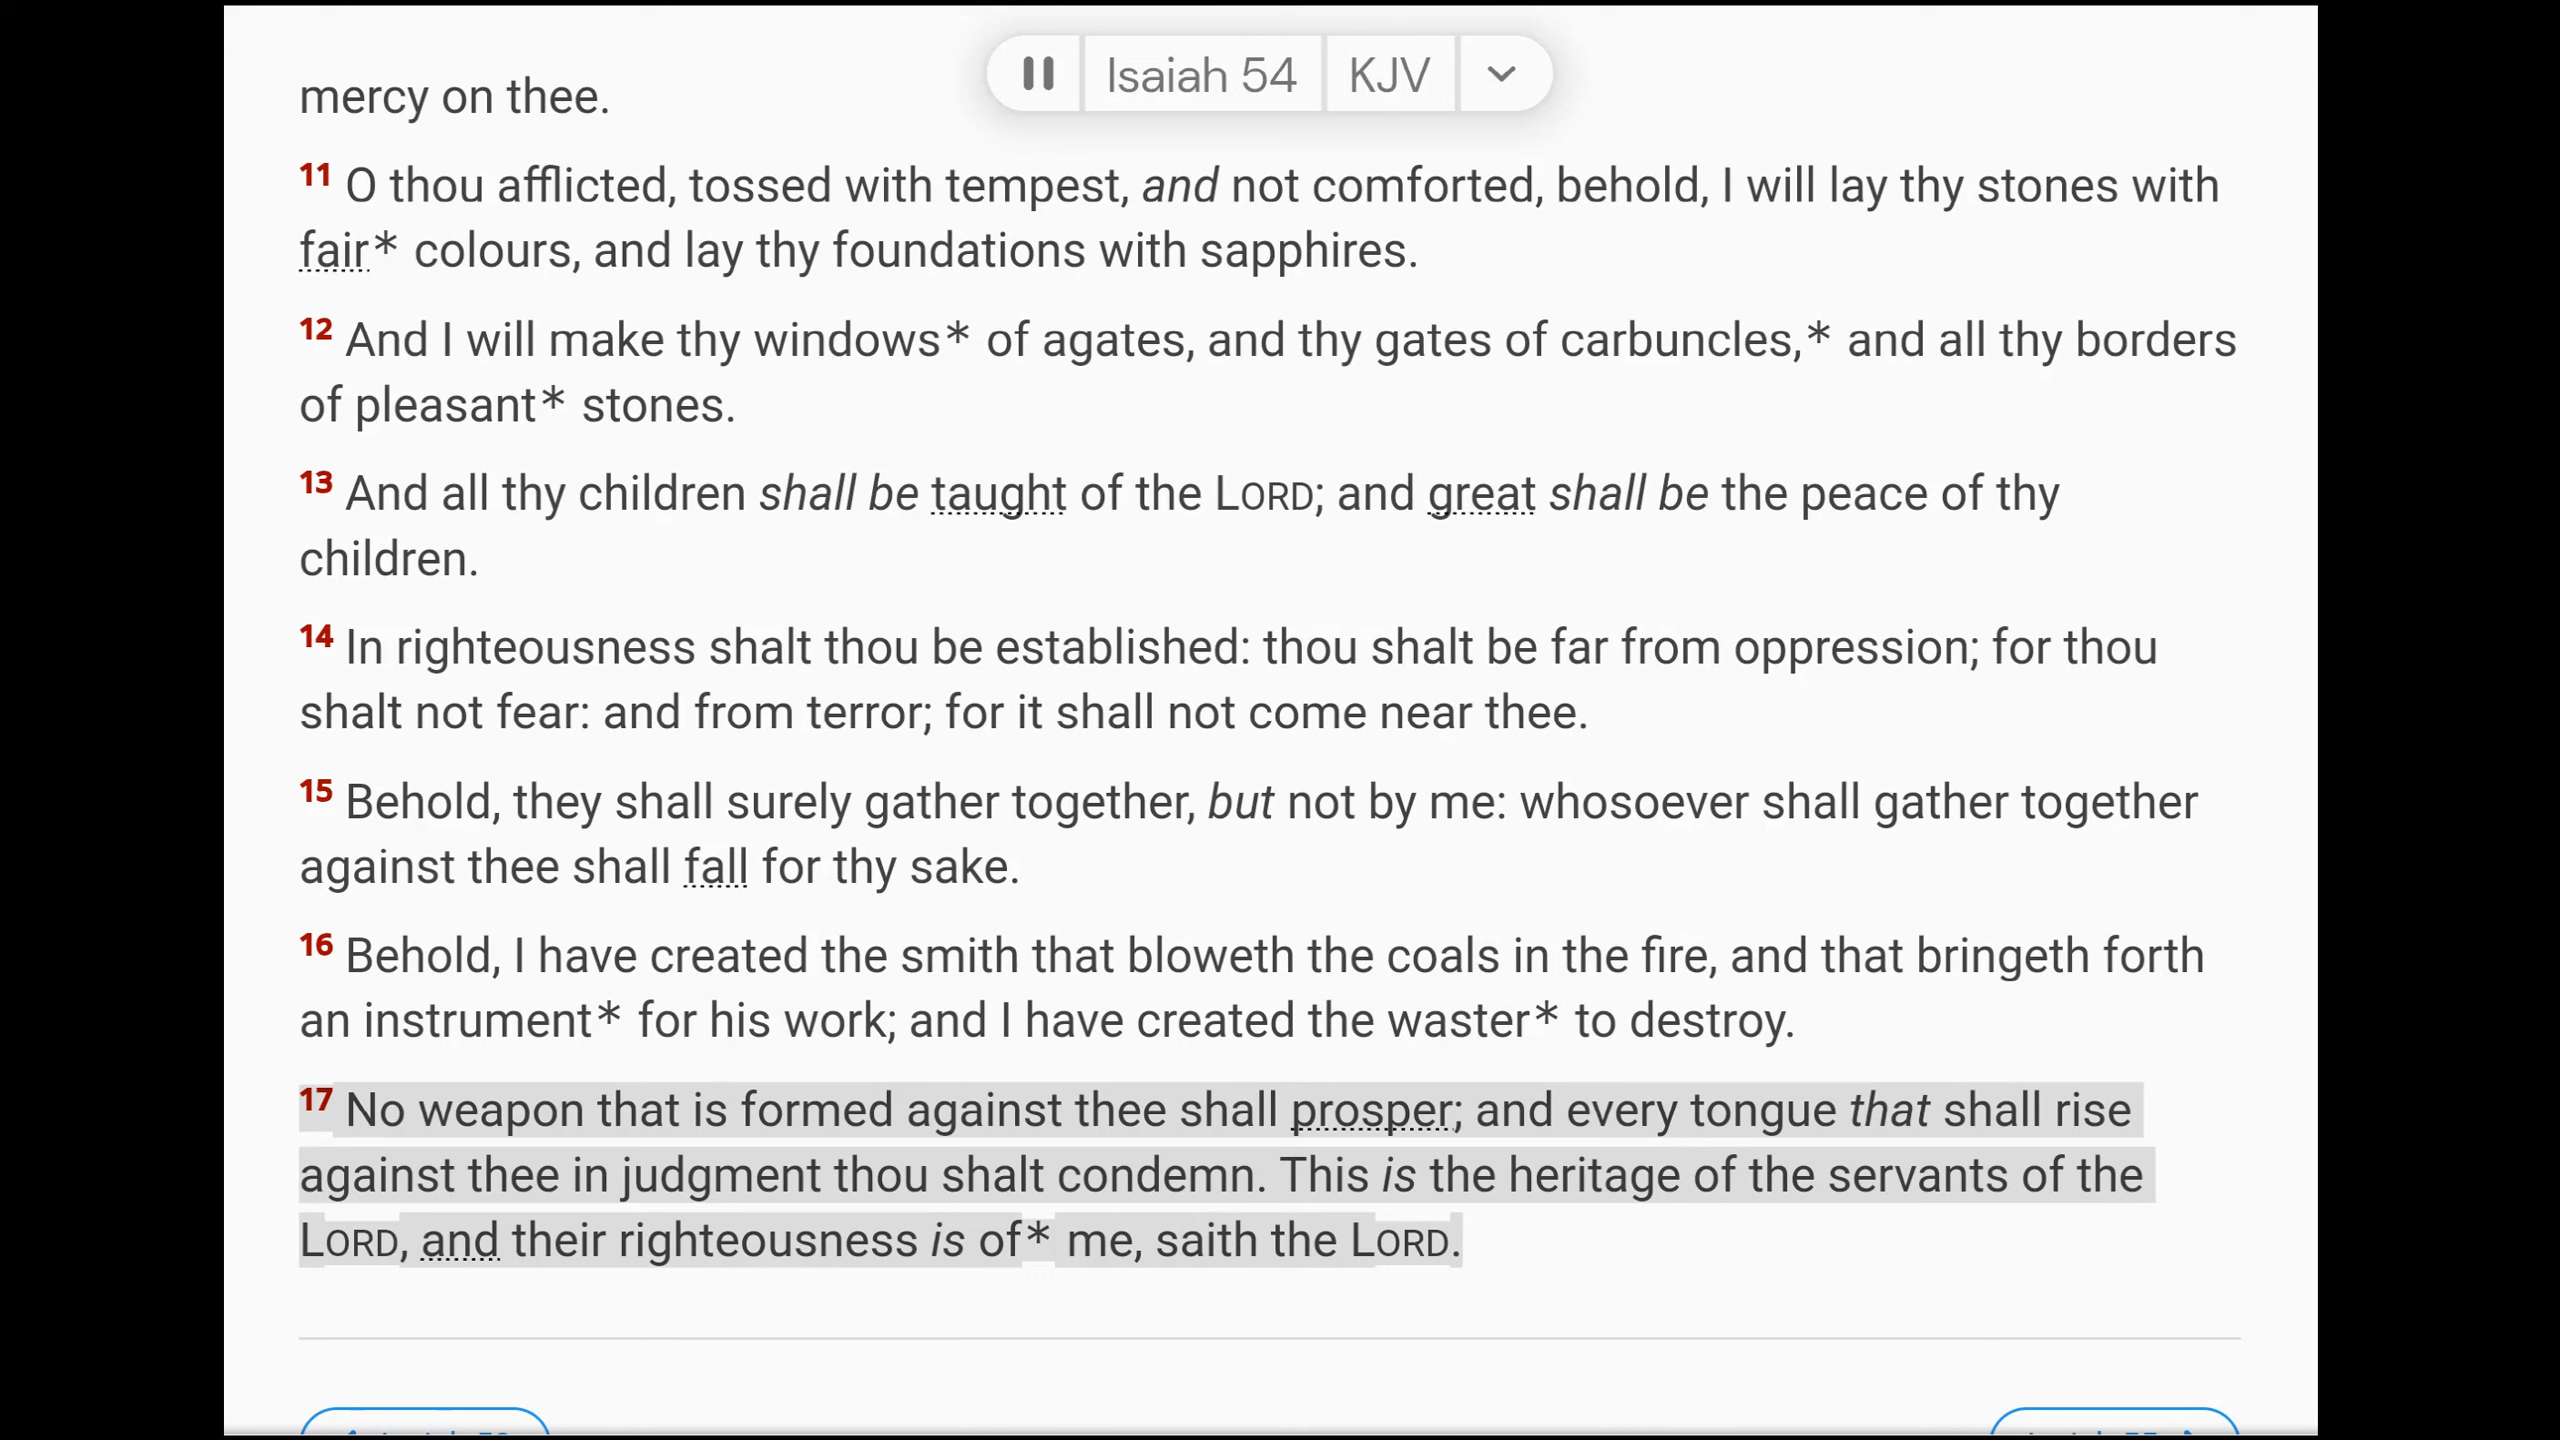 mercy on thee.
Isaiah 54 KJV
11 O thou afflicted, tossed with tempest, and not comforted, behold, I will lay thy stones with
fair* colours, and lay thy foundations with sapphires.
12 And I will make thy windows* of agates, and thy gates of carbuncles,* and all thy borders
of pleasant* stones.
13 And all thy children shall be taught of the LORD; and great shall be the peace of thy
children.
14 In righteousness shalt thou be established: thou shalt be far from oppression; for thou
shalt not fear: and from terror; for it shall not come near thee.
15 Behold, they shall surely gather together, but not by me: whosoever shall gather together
against thee shall fall for thy sake.
16 Behold, I have created the smith that bloweth the coals in the fire, and that bringeth forth
an instrument* for his work; and I have created the waster* to destroy.
17 No weapon that is formed against thee shall prosper; and every tongue that shall rise
against thee in judgment thou shalt condemn. This is the heritage of the servants of the
LORD, and their righteousness is of* me, saith the LORD.